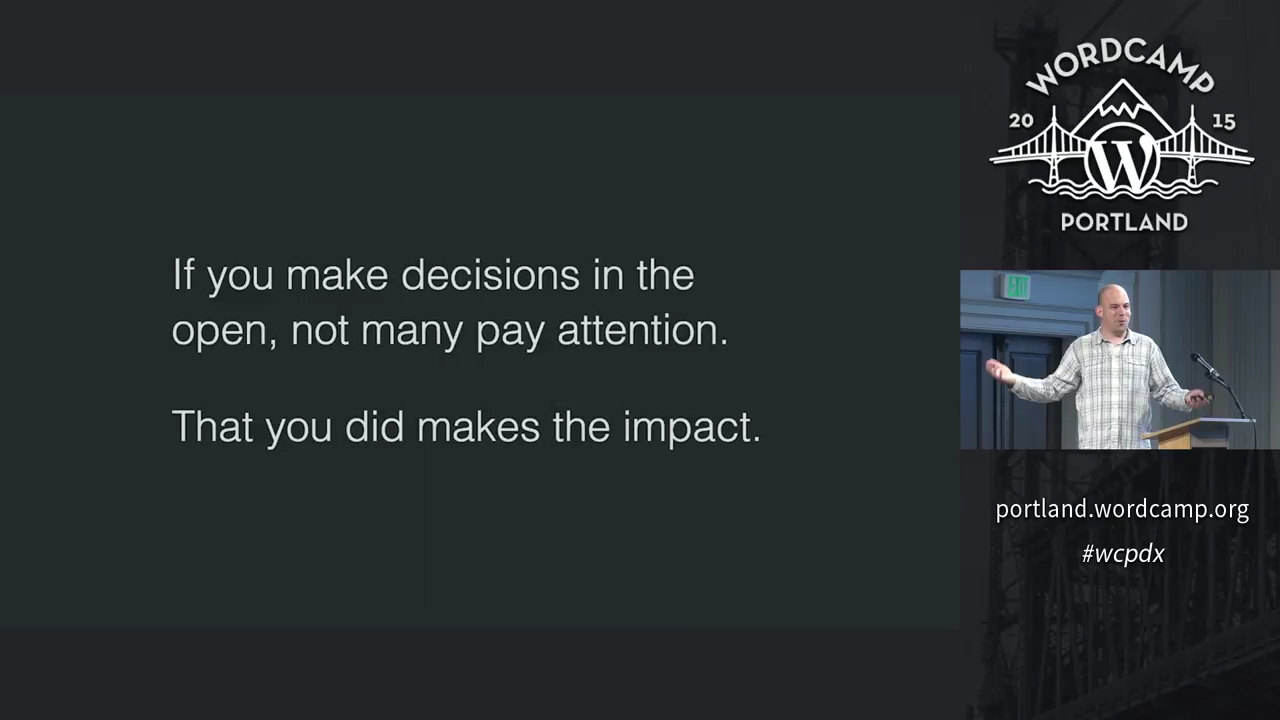 If you make decisions in the
open, not many pay attention.
That you did makes the impact.
WORDCAMP
20 15
W
PORTLAND
EXIT
portland.wordcamp.org
#wcpdx